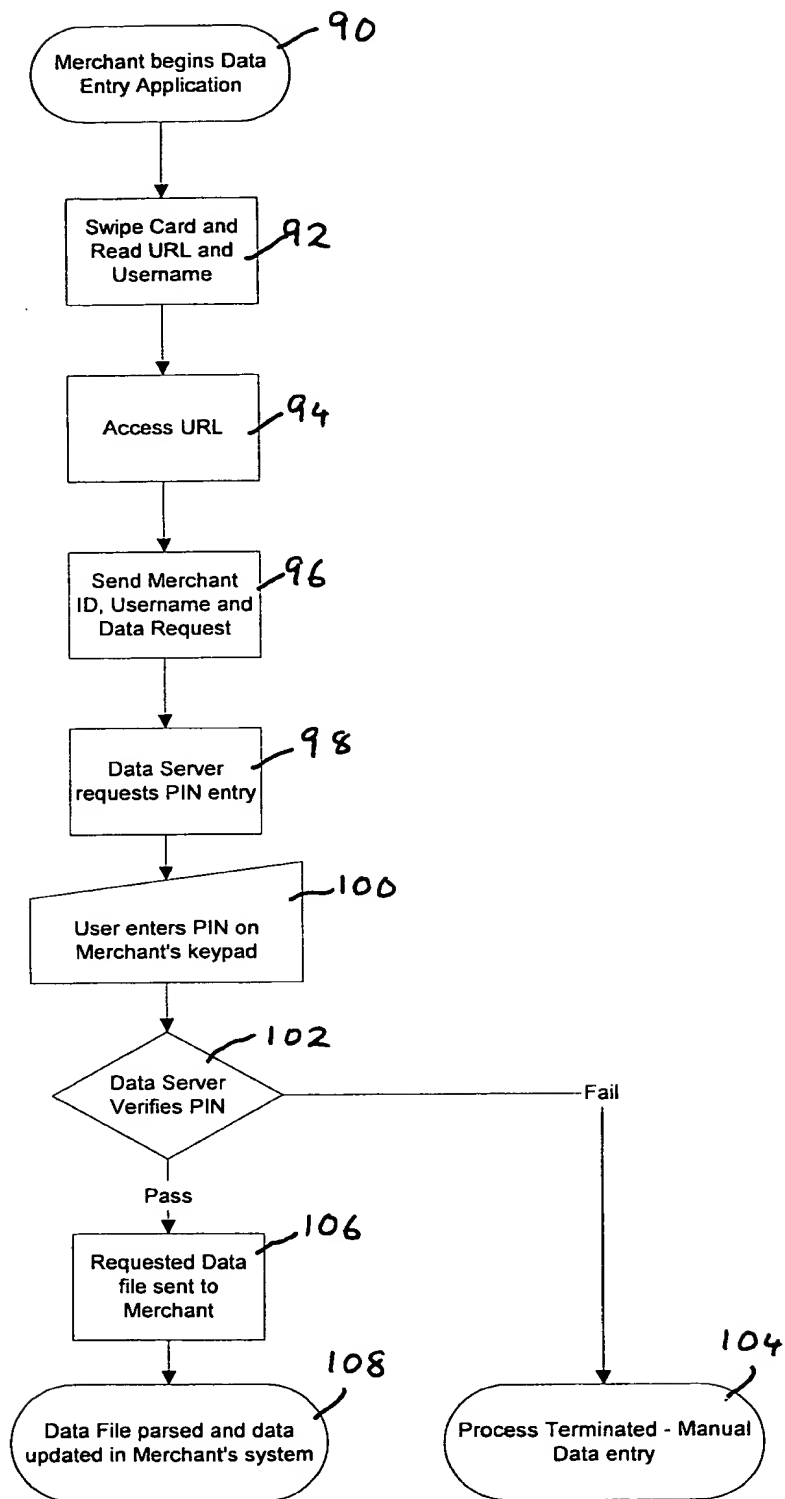 90
Merchant begins Data
Entry Application
Swipe Card and
Read URL and
Username
92
Access URL
94
Send Merchant
ID, Username and
Data Request
96
98
Data Server
requests PIN entry
100
User enters PIN on
Merchant's keypad
102
Data Server
Verifies PIN
Fail
Pass
106
Requested Data
file sent to
Merchant
108
Data File parsed and data
updated in Merchant's system
104
Process Terminated - Manual
Data entry